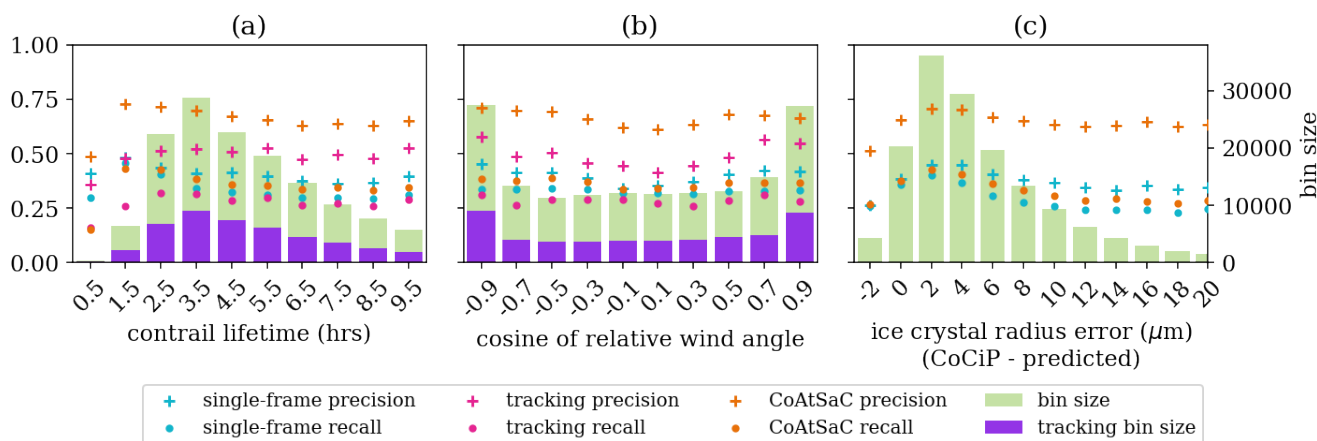 (a) (b) (c)
1.00
0.75
0.50
0.25
0.00
30000
20000
10000
0
bin size
0.5 1.5 2.5 3.5 4.5 5.5 6.5 7.5 8.5 9.5
contrail lifetime (hrs)
-0.9 -0.7 -0.5 -0.3 -0.1 0.1 0.3 0.5 0.7 0.9
cosine of relative wind angle
-2 0 2 4 6 8 10 12 14 16 18 20
ice crystal radius error (μm)
(CoCiP - predicted)
single-frame precision tracking precision CoAtSaC precision bin size
single-frame recall tracking recall CoAtSaC recall tracking bin size